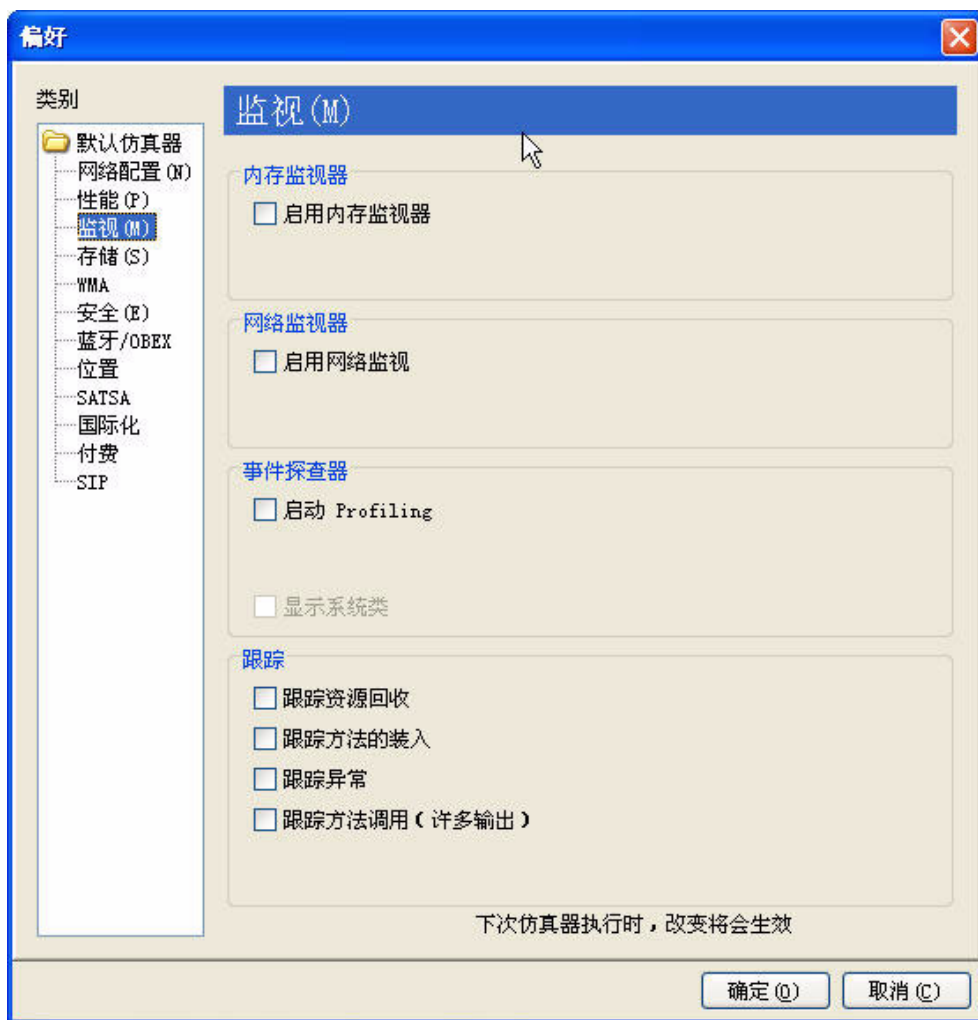 偏好
类别
默认仿真器
网络配置(N)
性能(P)
监视(M)
存储(S)
WMA
安全(E)
蓝牙/OBEX
位置
SATSA
国际化
付费
SIP
监视(M)
内存监视器
启用内存监视器
网络监视器
启用网络监视
事件探查器
启动 Profiling
显示系统类
跟踪
跟踪资源回收
跟踪方法的装入
跟踪异常
跟踪方法调用(许多输出)
下次仿真器执行时,改变将会生效
确定(O)
取消(C)